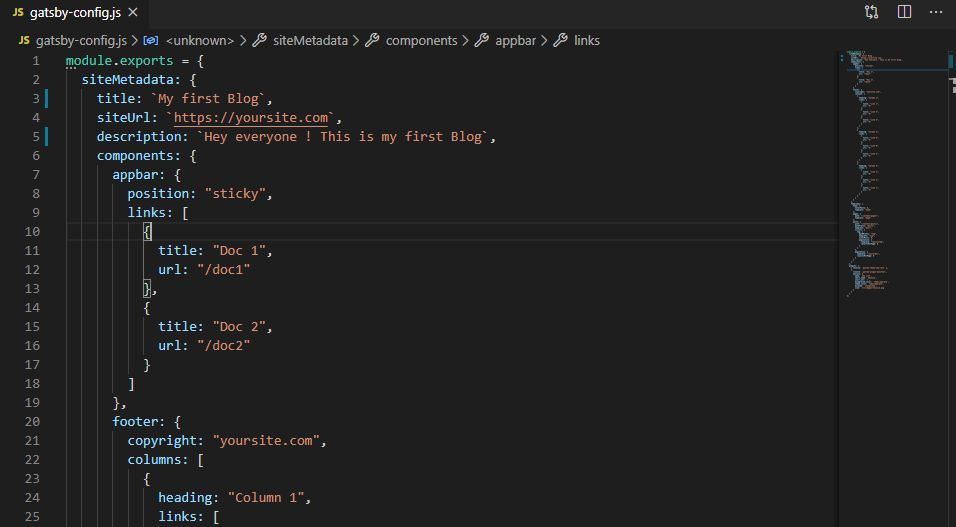 JS gatsby-config.js ×
JS gatsby-config.js > <unknown> > siteMetadata > components > appbar > links
1 module.exports = {
2 siteMetadata: {
3 title: `My first Blog`,
4 siteUrl: `https://yoursite.com`,
5 description: `Hey everyone ! This is my first Blog`,
6 components: {
7 appbar: {
8 position: "sticky",
9 links: [
10 {
11 title: "Doc 1",
12 url: "/doc1"
13 },
14 {
15 title: "Doc 2",
16 url: "/doc2"
17 }
18 ]
19 },
20 footer: {
21 copyright: "yoursite.com",
22 columns: [
23 {
24 heading: "Column 1",
25 links: [